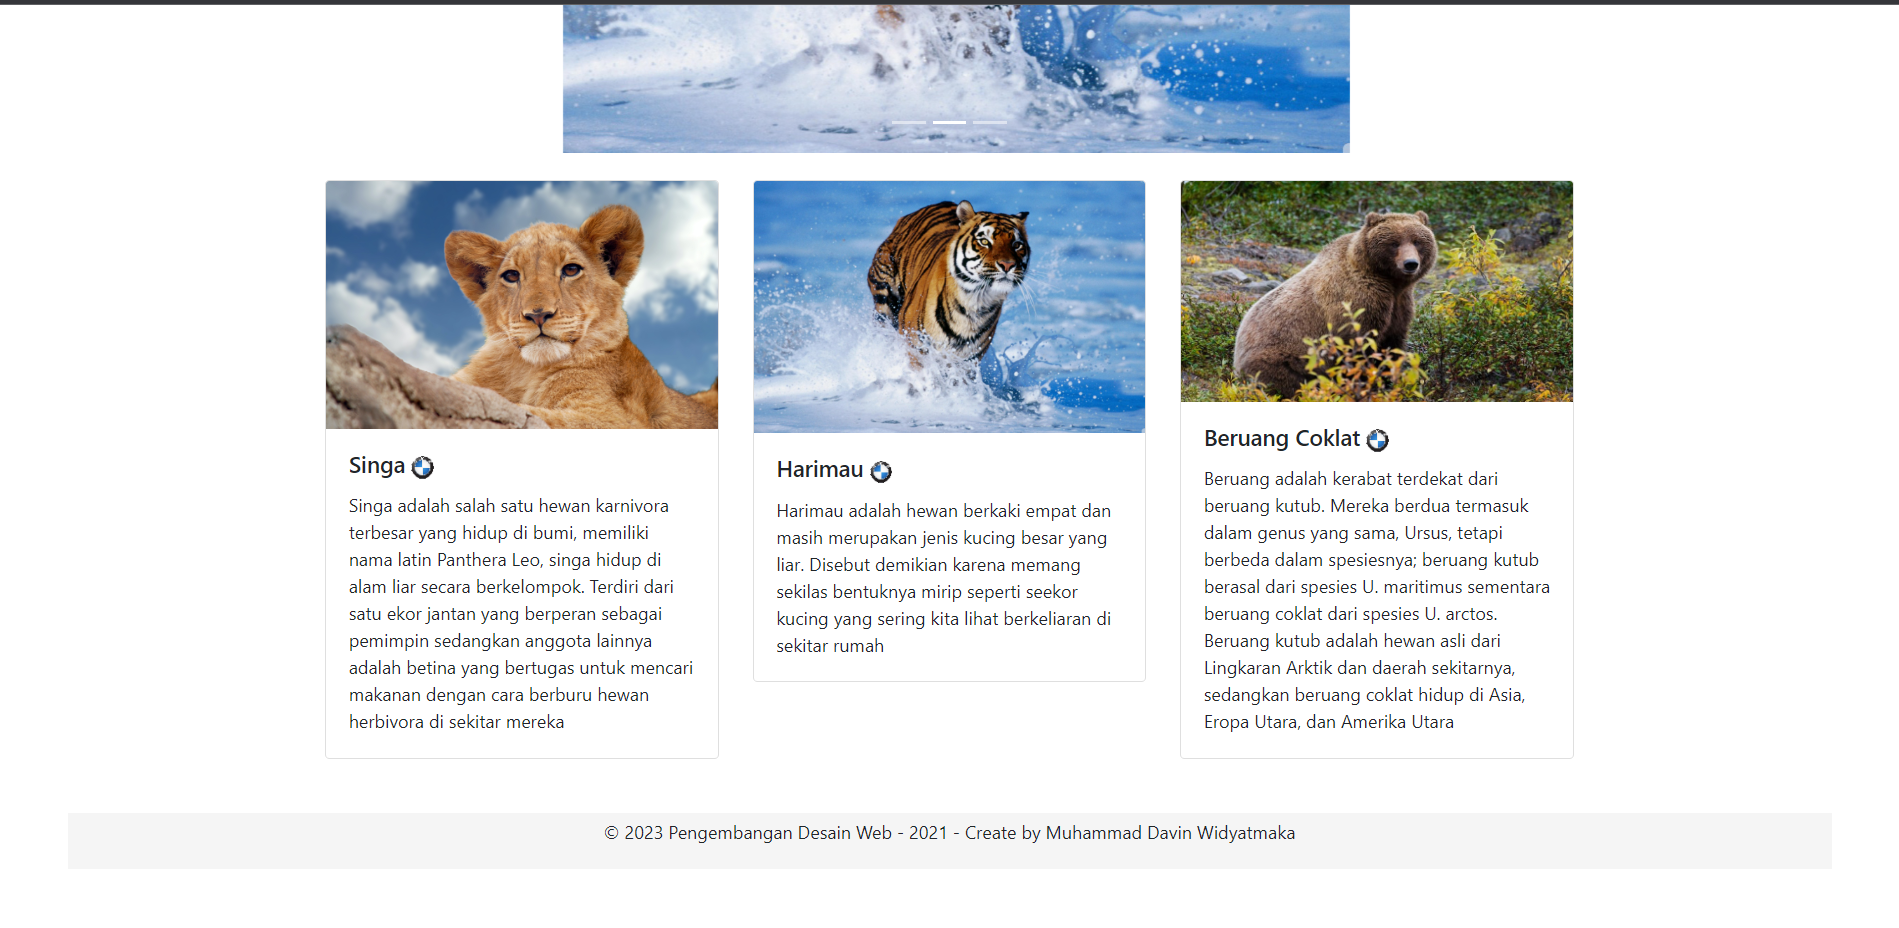 Singa
Singa adalah salah satu hewan karnivora
terbesar yang hidup di bumi, memiliki
nama latin Panthera Leo, singa hidup di
alam liar secara berkelompok. Terdiri dari
satu ekor jantan yang berperan sebagai
pemimpin sedangkan anggota lainnya
adalah betina yang bertugas untuk mencari
makanan dengan cara berburu hewan
herbivora di sekitar mereka
Harimau
Harimau adalah hewan berkaki empat dan
masih merupakan jenis kucing besar yang
liar. Disebut demikian karena memang
sekilas bentuknya mirip seperti seekor
kucing yang sering kita lihat berkeliaran di
sekitar rumah
Beruang Coklat
Beruang adalah kerabat terdekat dari
beruang kutub. Mereka berdua termasuk
dalam genus yang sama, Ursus, tetapi
berbeda dalam spesiesnya; beruang kutub
berasal dari spesies U. maritimus sementara
beruang coklat dari spesies U. arctos.
Beruang kutub adalah hewan asli dari
Lingkaran Arktik dan daerah sekitarnya,
sedangkan beruang coklat hidup di Asia,
Eropa Utara, dan Amerika Utara
© 2023 Pengembangan Desain Web - 2021 - Create by Muhammad Davin Widyatmaka